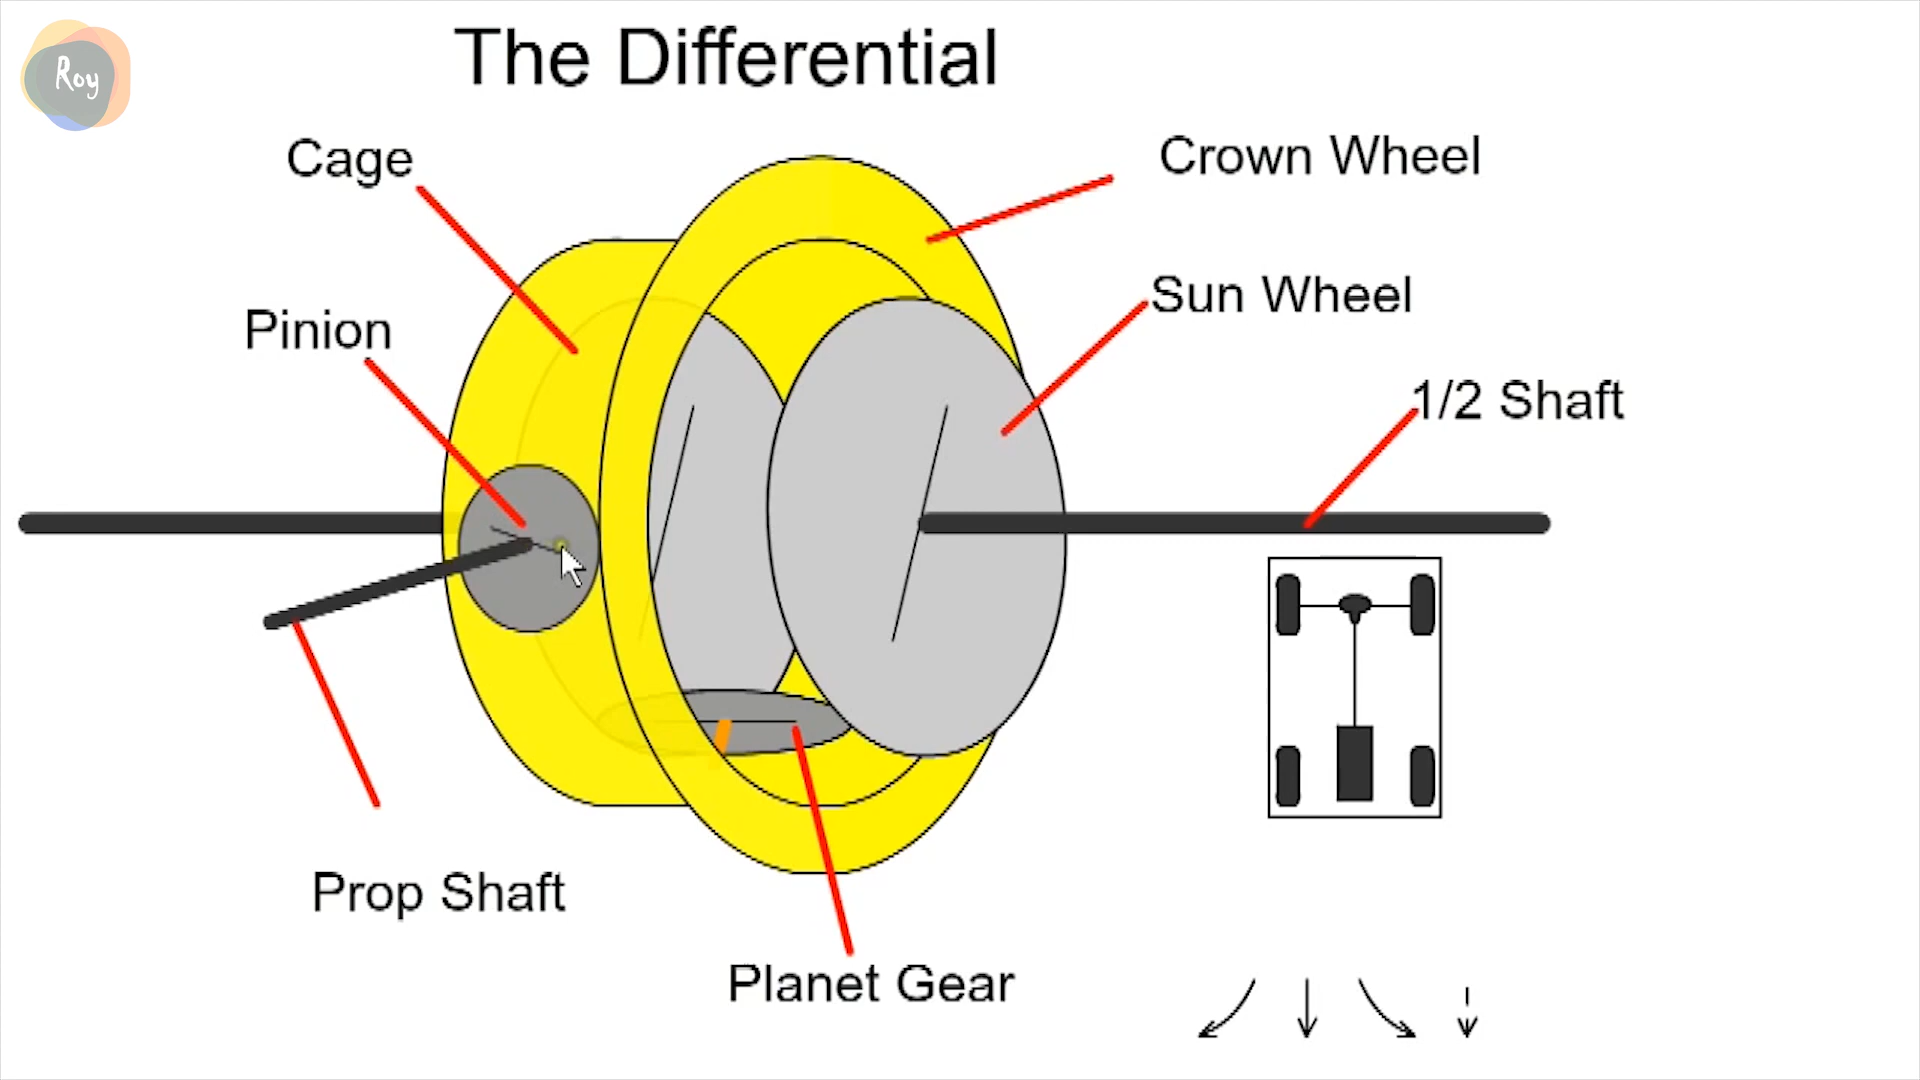 Roy
The Differential
Cage
Crown Wheel
Pinion
Sun Wheel
1/2 Shaft
Prop Shaft
Planet Gear